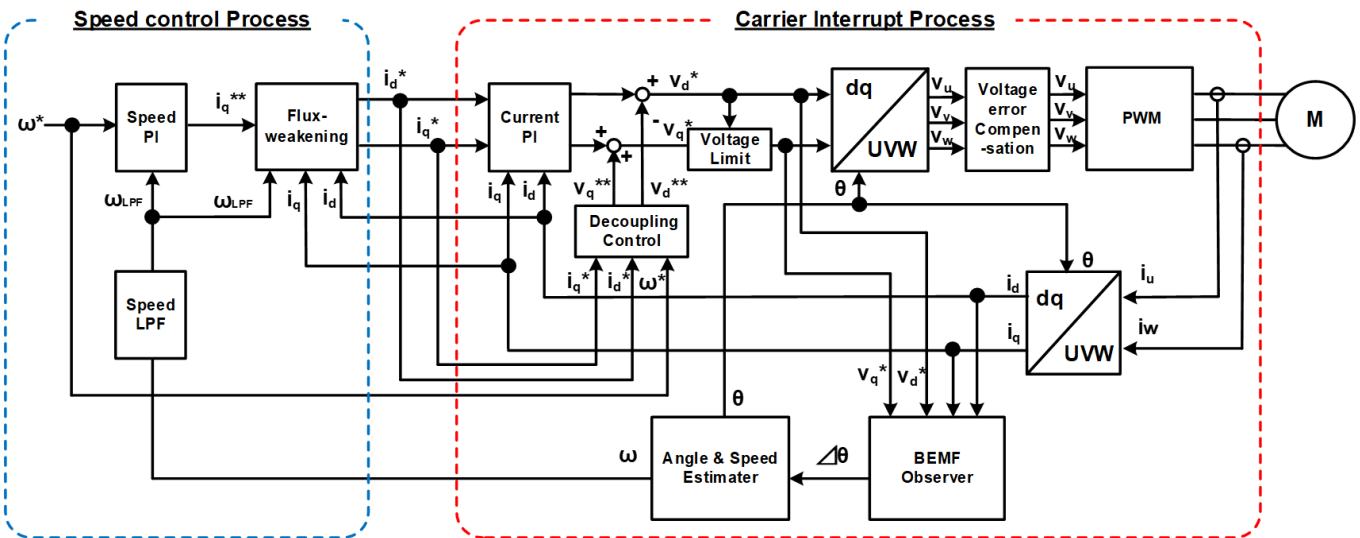 Speed control Process
Carrier Interrupt Process
ω*
Speed
PI
iq**
Flux-
weakening
id*
iq*
Current
PI
+
vd*
-
+
+
vq*
Voltage
Limit
dq
UVW
Vu
Vv
Vw
Voltage
error
Compen
-sation
Vu
Vv
Vw
PWM
M
ωLPF
ωLPF
iq
id
iq
id
vq**
vd**
θ
Decoupling
Control
iq*
id*
ω*
Speed
LPF
θ
id
iq
dq
UVW
iu
iw
vq*
vd*
θ
ω
Angle & Speed
Estimater
⊿θ
BEMF
Observer